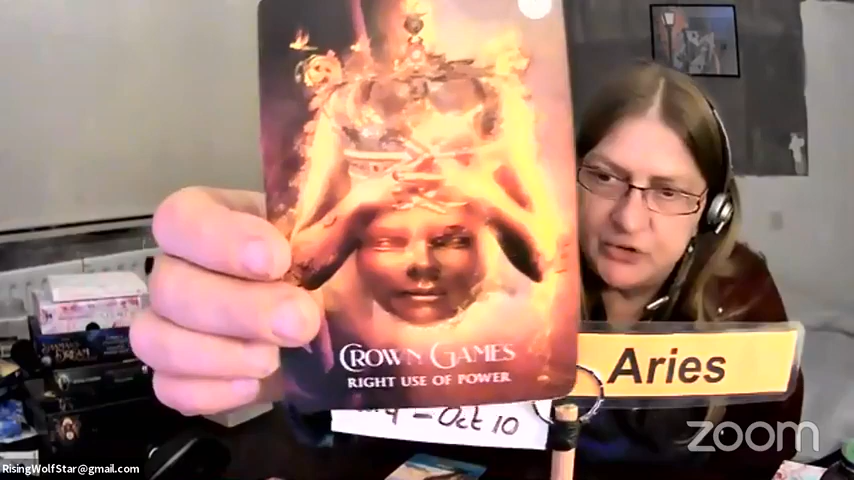 CROWN GAMES
RIGHT USE OF POWER
Aries
– Oct 10
zoom
RisingWolfStar@gmail.com